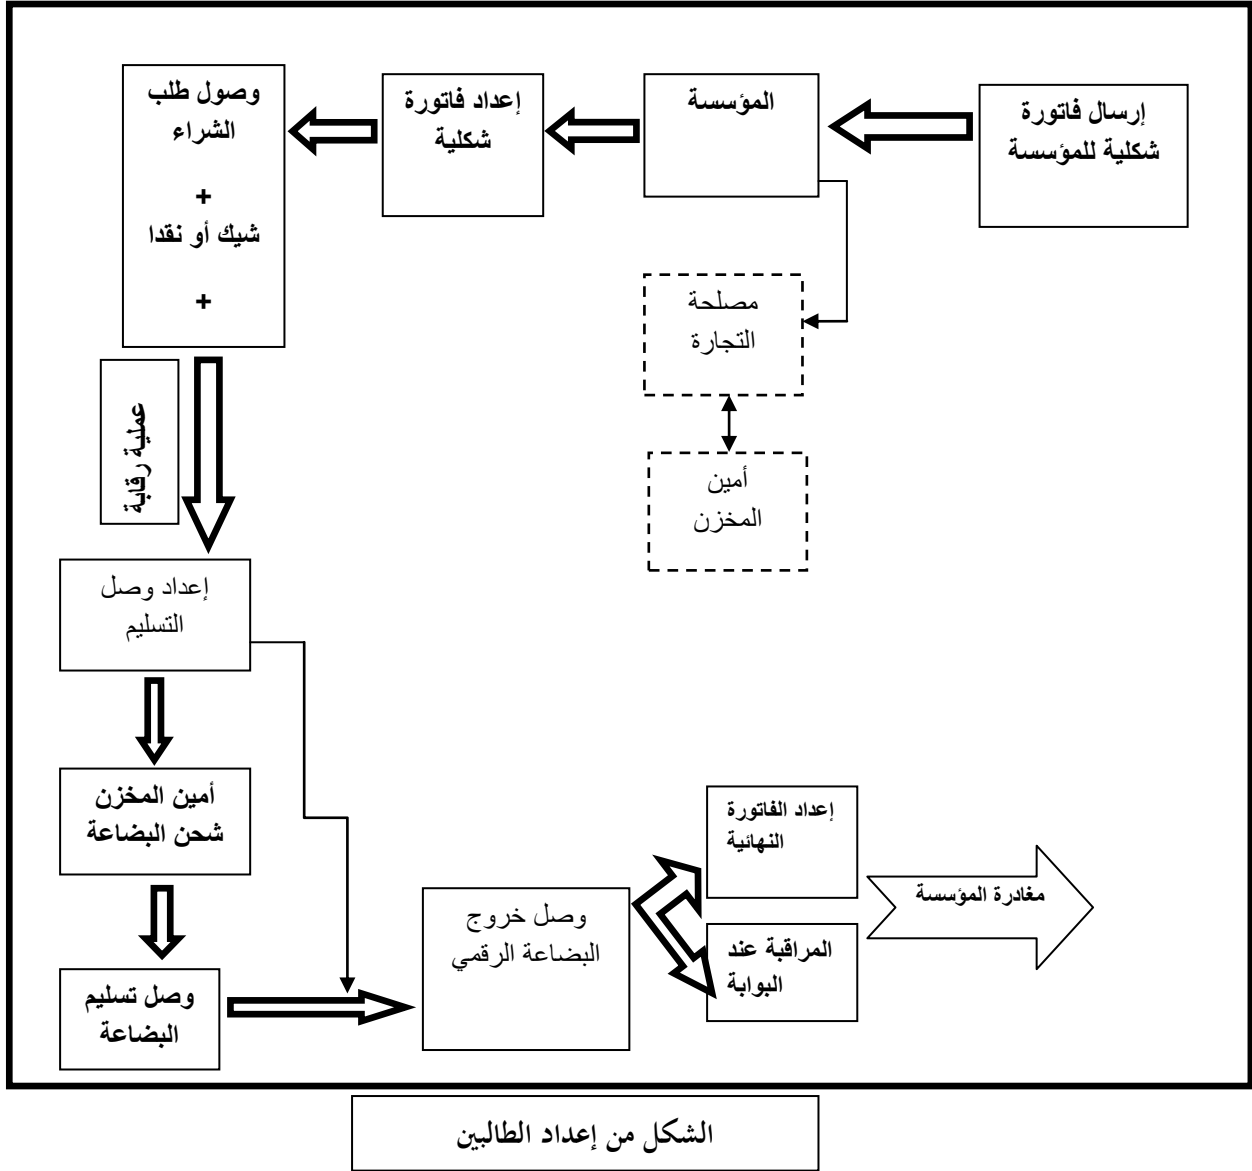 إرسال فاتورة
شكلية للمؤسسة
المؤسسة
إعداد فاتورة
شكلية
وصول طلب
الشراء
+
شيك أو نقدا
+
مصلحة
التجارة
أمين
المخزن
عملية رقابة
إعداد وصل
التسليم
أمين المخزن
شحن البضاعة
وصل تسليم
البضاعة
وصل خروج
البضاعة الرقمي
إعداد الفاتورة
النهائية
المراقبة عند
البوابة
مغادرة المؤسسة
الشكل من إعداد الطالبين